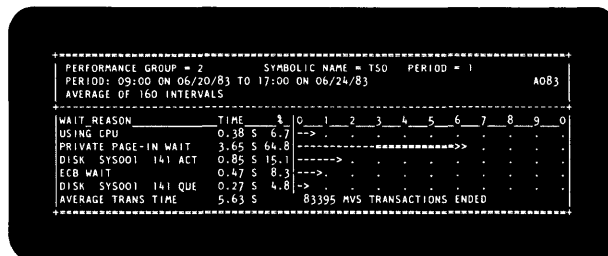 PERFORMANCE GROUP = 2 SYMBOLIC NAME = TSO PERIOD = 1
PERIOD: 09:00 ON 06/20/83 TO 17:00 ON 06/24/83 A083
AVERAGE OF 160 INTERVALS
WAIT REASON TIME % 0 1 2 3 4 5 6 7 8 9 0
USING CPU 0.38 S 6.7 -->
PRIVATE PAGE-IN WAIT 3.65 S 64.8 ------------======>>
DISK SYS001 141 ACT 0.85 S 15.1 ------>
ECB WAIT 0.47 S 8.3 --->
DISK SYS001 141 QUE 0.27 S 4.8 ->
AVERAGE TRANS TIME 5.63 S 83395 MVS TRANSACTIONS ENDED